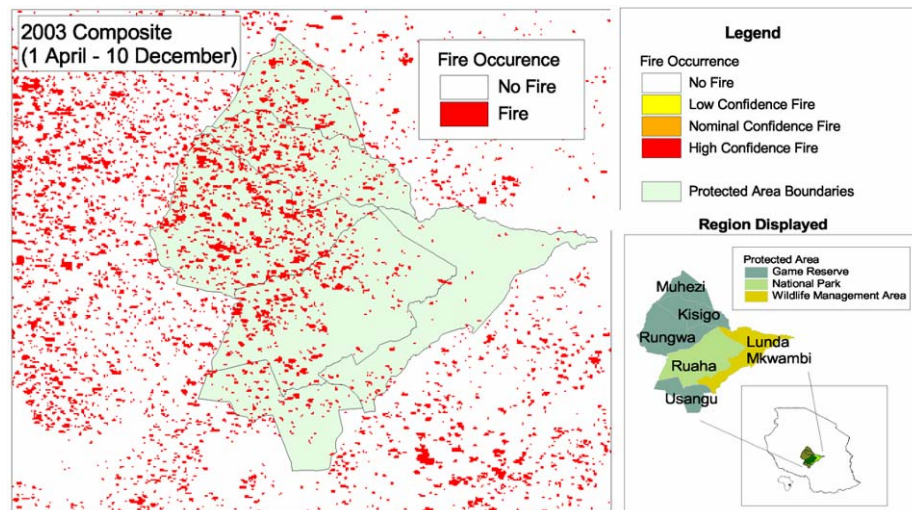 2003 Composite
(1 April - 10 December)
Fire Occurence
No Fire
Fire
Legend
Fire Occurrence
No Fire
Low Confidence Fire
Nominal Confidence Fire
High Confidence Fire
Protected Area Boundaries
Region Displayed
Protected Area
Game Reserve
National Park
Wildlife Management Area
Muhezi
Kisigo
Rungwa
Lunda
Mkwambi
Ruaha
Usangu